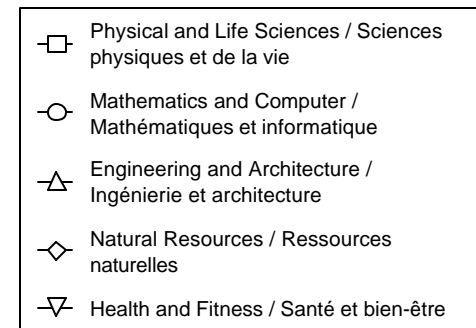 Physical and Life Sciences / Sciences
physiques et de la vie
Mathematics and Computer /
Mathématiques et informatique
Engineering and Architecture /
Ingénierie et architecture
Natural Resources / Ressources
naturelles
Health and Fitness / Santé et bien-être